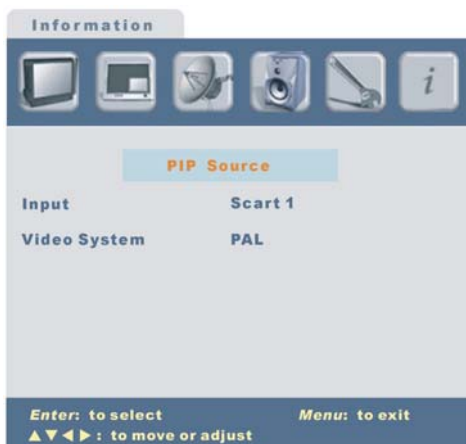 Information
i
PIP Source
Input Scart 1
Video System PAL
Enter: to select Menu: to exit
▲▼◀▶: to move or adjust